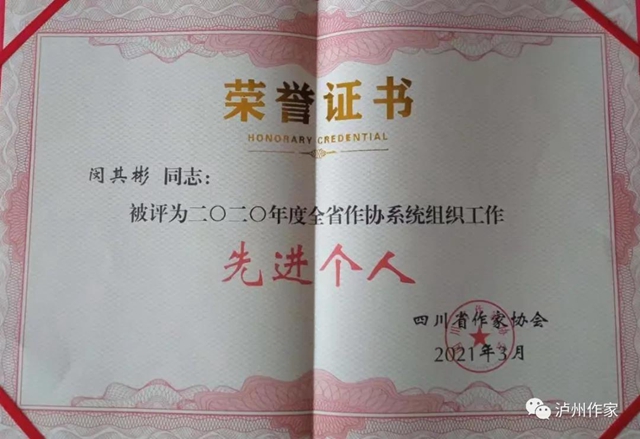 荣誉证书
HONORARY CREDENTIAL
闵其彬 同志：
被评为二〇二〇年度全省作协系统组织工作
先进个人
四川省作家协会
2021年3月
泸州作家